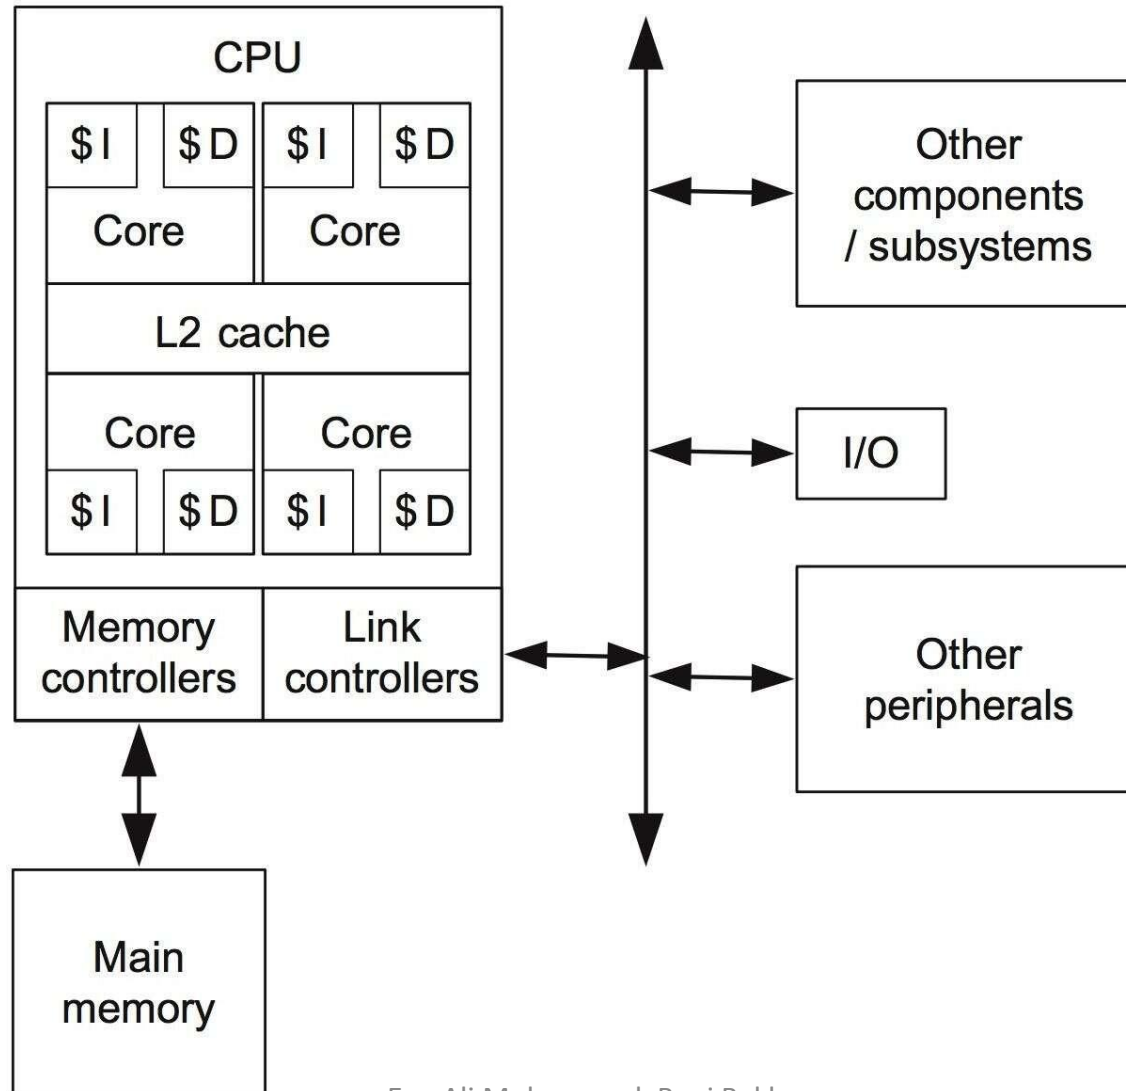 CPU
$ I $ D $ I $ D
Core Core
L2 cache
Core Core
$ I $ D $ I $ D
Memory
controllers
Link
controllers
Main
memory
Other
components
/ subsystems
I/O
Other
peripherals